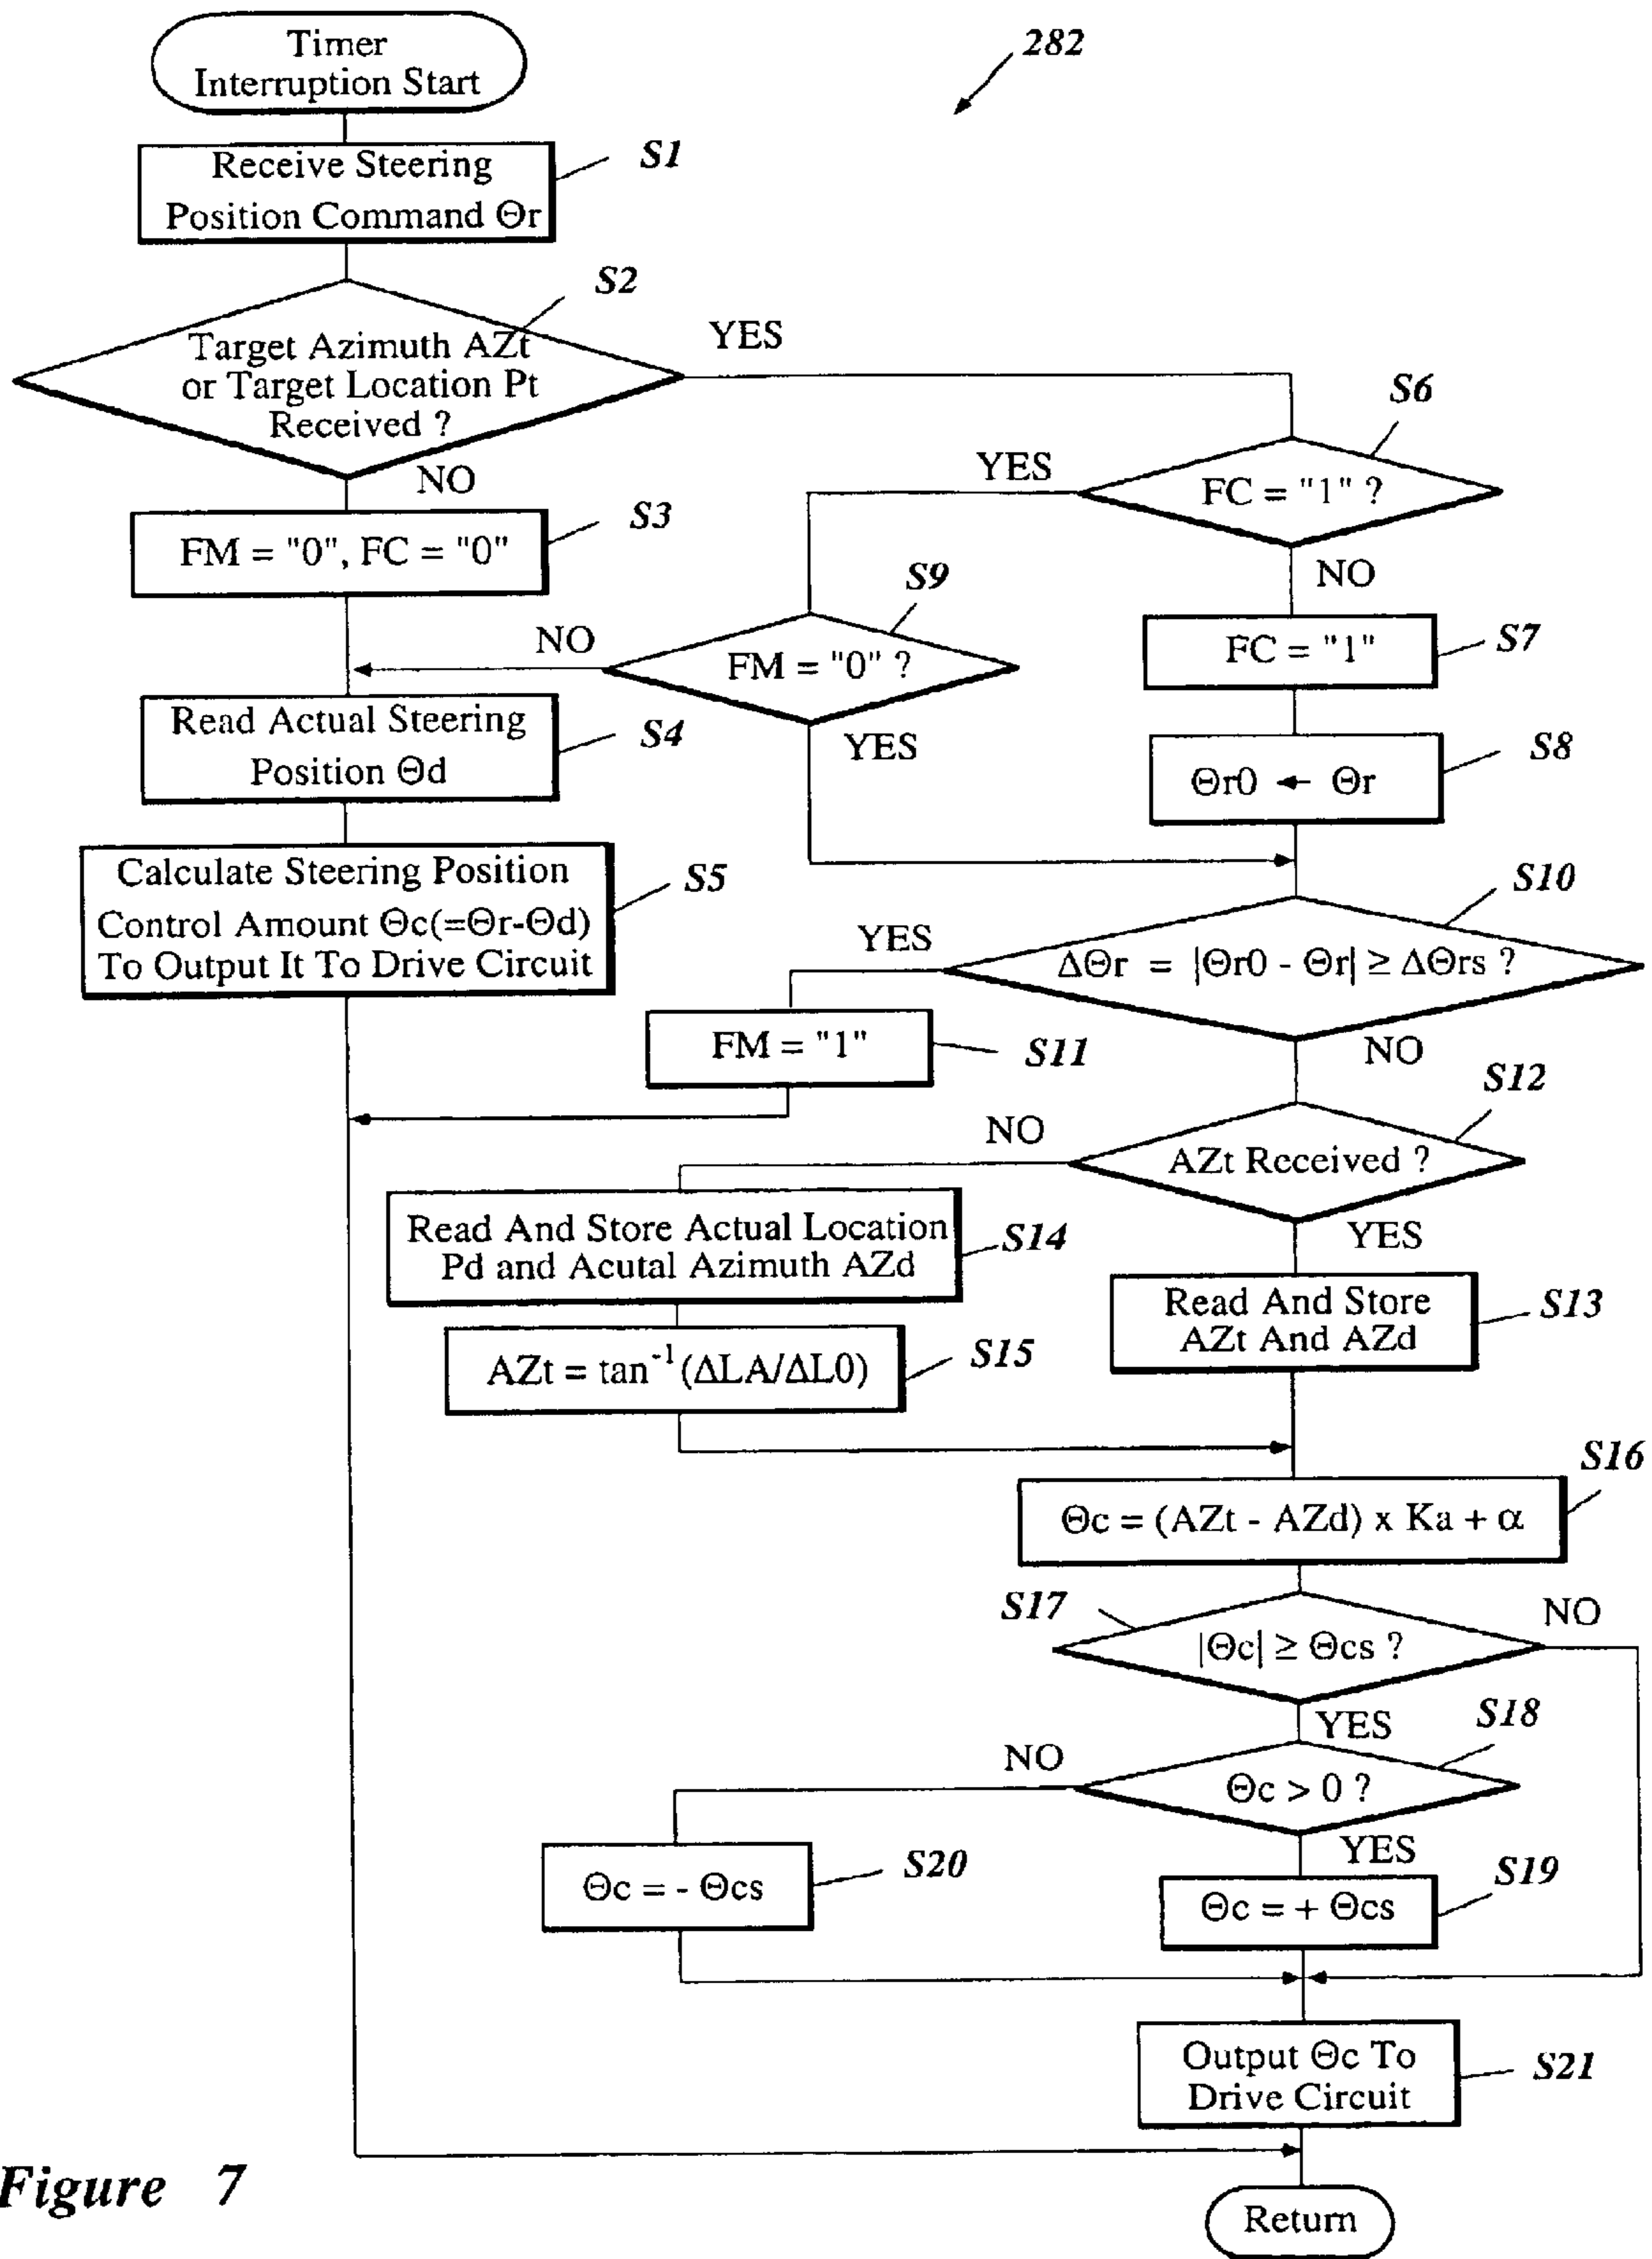 Timer
Interruption Start
282
Receive Steering
Position Command Θr
S1
S2
Target Azimuth AZt
or Target Location Pt
Received ?
YES
NO
S6
FC = "1" ?
YES
NO
S3
FM = "0", FC = "0"
S9
FM = "0" ?
NO
YES
S7
FC = "1"
Read Actual Steering
Position Θd
S4
S8
Θr0 ← Θr
Calculate Steering Position
Control Amount Θc(=Θr-Θd)
To Output It To Drive Circuit
S5
S10
YES
ΔΘr = |Θr0 - Θr| ≥ ΔΘrs ?
NO
FM = "1"
S11
S12
NO
AZt Received ?
YES
Read And Store Actual Location
Pd and Acutal Azimuth AZd
S14
Read And Store
AZt And AZd
S13
AZt = tan⁻¹(ΔLA/ΔL0)
S15
S16
Θc = (AZt - AZd) x Ka + α
S17
NO
|Θc| ≥ Θcs ?
YES
S18
NO
Θc > 0 ?
YES
Θc = - Θcs
S20
S19
Θc = + Θcs
Output Θc To
Drive Circuit
S21
Figure 7
Return